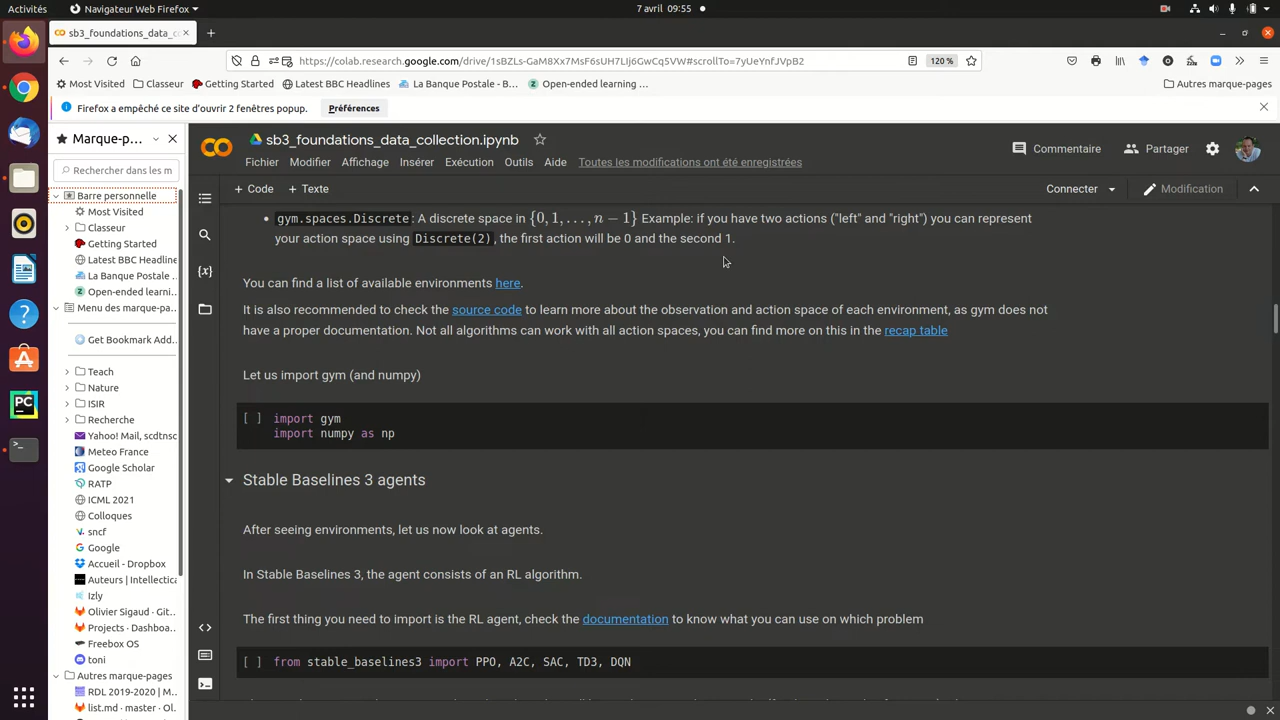 Activités
Navigateur Web Firefox
7 avril 09:55
sb3_foundations_data_c
https://colab.research.google.com/drive/1sBZLs-GaM8Xx7MsF6sUH7LIj6GwCq5VW#scrollTo=7yUeYnfJVpB2
120 %
Most Visited
Classeur
Getting Started
Latest BBC Headlines
La Banque Postale - B…
Open-ended learning …
Autres marque-pages
Firefox a empêché ce site d'ouvrir 2 fenêtres popup.
Préférences
Marque-p…
Rechercher dans les m
Barre personnelle
Most Visited
Classeur
Getting Started
Latest BBC Headline
La Banque Postale …
Open-ended learni…
Menu des marque-pa…
Get Bookmark Add…
Teach
Nature
ISIR
Recherche
Yahoo! Mail, scdtnsc
Meteo France
Google Scholar
RATP
ICML 2021
Colloques
sncf
Google
Accueil - Dropbox
Auteurs | Intellectica
Izly
Olivier Sigaud · Git…
Projects · Dashboa…
Freebox OS
toni
Autres marque-pages
RDL 2019-2020 | M…
list.md · master · Ol…
sb3_foundations_data_collection.ipynb
Fichier Modifier Affichage Insérer Exécution Outils Aide Toutes les modifications ont été enregistrées
Commentaire
Partager
+ Code + Texte
Connecter
Modification
gym.spaces.Discrete: A discrete space in {0, 1, . . . , n − 1} Example: if you have two actions ("left" and "right") you can represent
your action space using Discrete(2), the first action will be 0 and the second 1.
You can find a list of available environments here.
It is also recommended to check the source code to learn more about the observation and action space of each environment, as gym does not
have a proper documentation. Not all algorithms can work with all action spaces, you can find more on this in the recap table
Let us import gym (and numpy)
[ ] import gym
import numpy as np
Stable Baselines 3 agents
After seeing environments, let us now look at agents.
In Stable Baselines 3, the agent consists of an RL algorithm.
The first thing you need to import is the RL agent, check the documentation to know what you can use on which problem
[ ] from stable_baselines3 import PPO, A2C, SAC, TD3, DQN